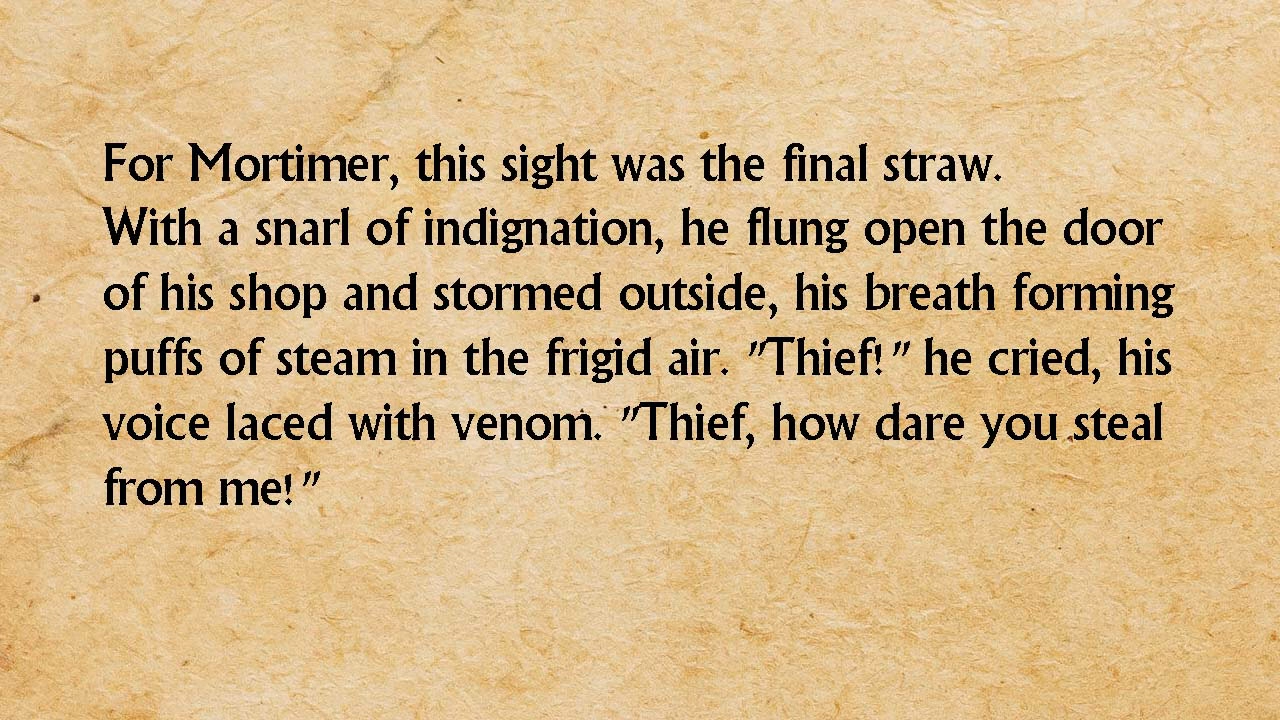 For Mortimer, this sight was the final straw.
With a snarl of indignation, he flung open the door
of his shop and stormed outside, his breath forming
puffs of steam in the frigid air. "Thief!" he cried, his
voice laced with venom. "Thief, how dare you steal
from me!"